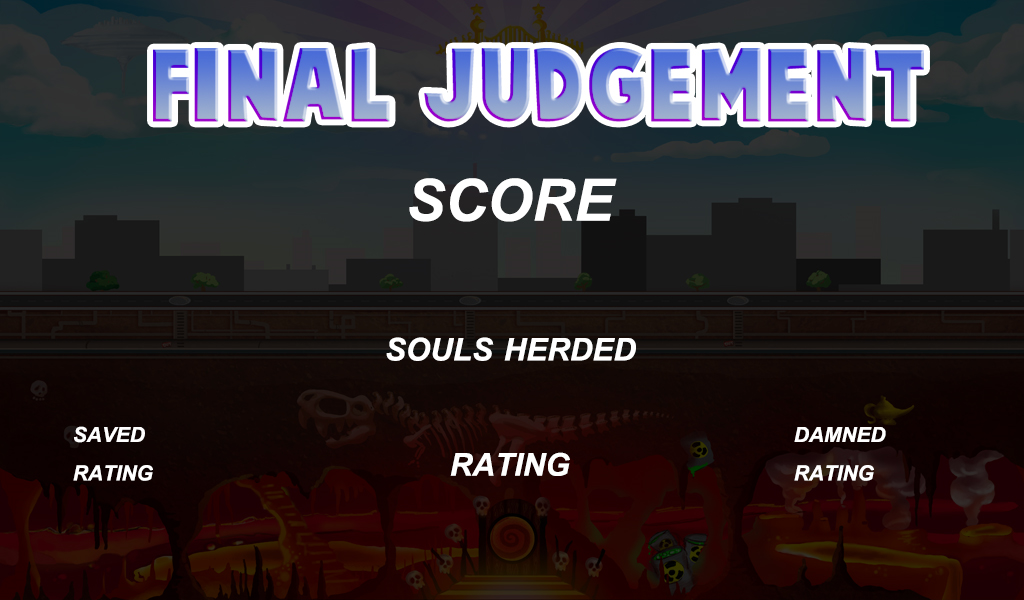 FINAL JUDGEMENT
SCORE
SOULS HERDED
SAVED
RATING
RATING
DAMNED
RATING